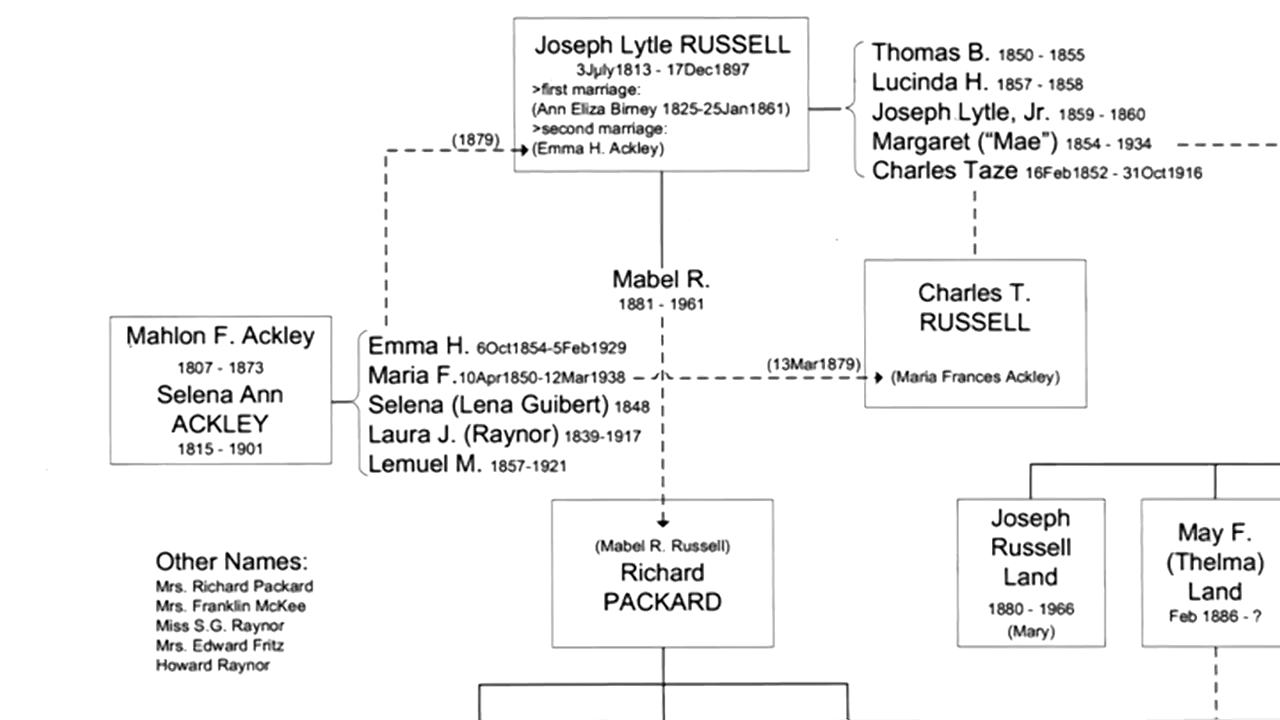 Joseph Lytle RUSSELL
3July1813 - 17Dec1897
>first marriage:
(Ann Eliza Birney 1825-25Jan1861)
>second marriage:
(Emma H. Ackley)
(1879)
Thomas B. 1850 - 1855
Lucinda H. 1857 - 1858
Joseph Lytle, Jr. 1859 - 1860
Margaret (“Mae”) 1854 - 1934
Charles Taze 16Feb1852 - 31Oct1916
Mabel R.
1881 - 1961
Charles T.
RUSSELL
(Maria Frances Ackley)
(13Mar1879)
Mahlon F. Ackley
1807 - 1873
Selena Ann
ACKLEY
1815 - 1901
Emma H. 6Oct1854-5Feb1929
Maria F.10Apr1850-12Mar1938
Selena (Lena Guibert) 1848
Laura J. (Raynor) 1839-1917
Lemuel M. 1857-1921
(Mabel R. Russell)
Richard
PACKARD
Joseph
Russell
Land
1880 - 1966
(Mary)
May F.
(Thelma)
Land
Feb 1886 - ?
Other Names:
Mrs. Richard Packard
Mrs. Franklin McKee
Miss S.G. Raynor
Mrs. Edward Fritz
Howard Raynor